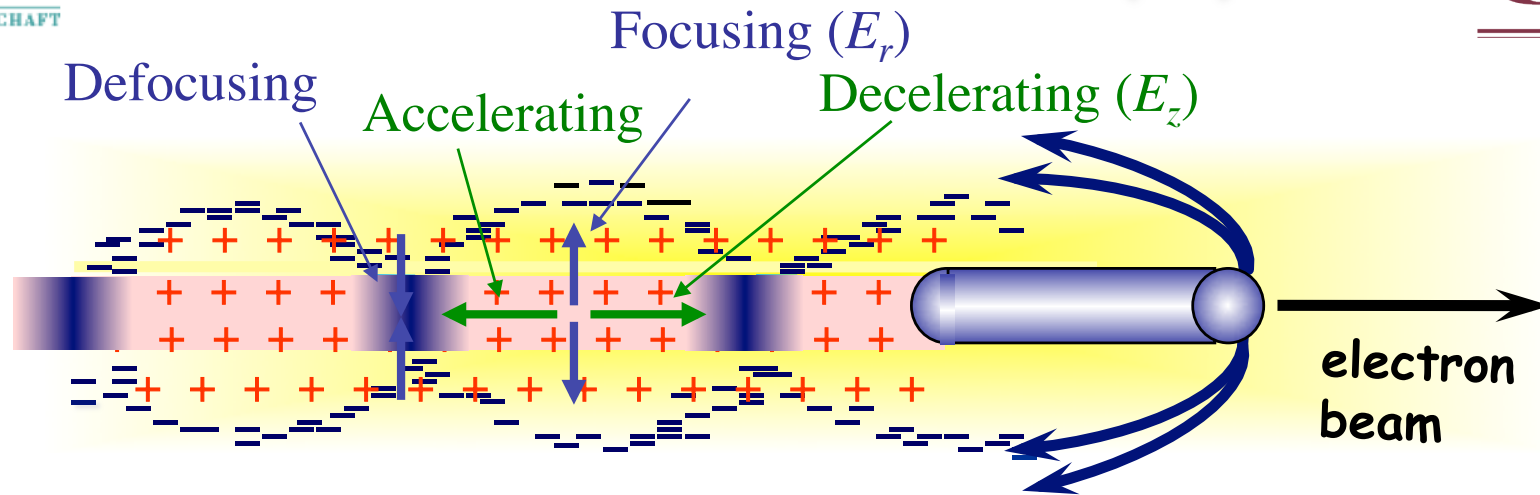 CHAFT
Focusing (E_r)
Defocusing
Accelerating
Decelerating (E_z)
electron
beam